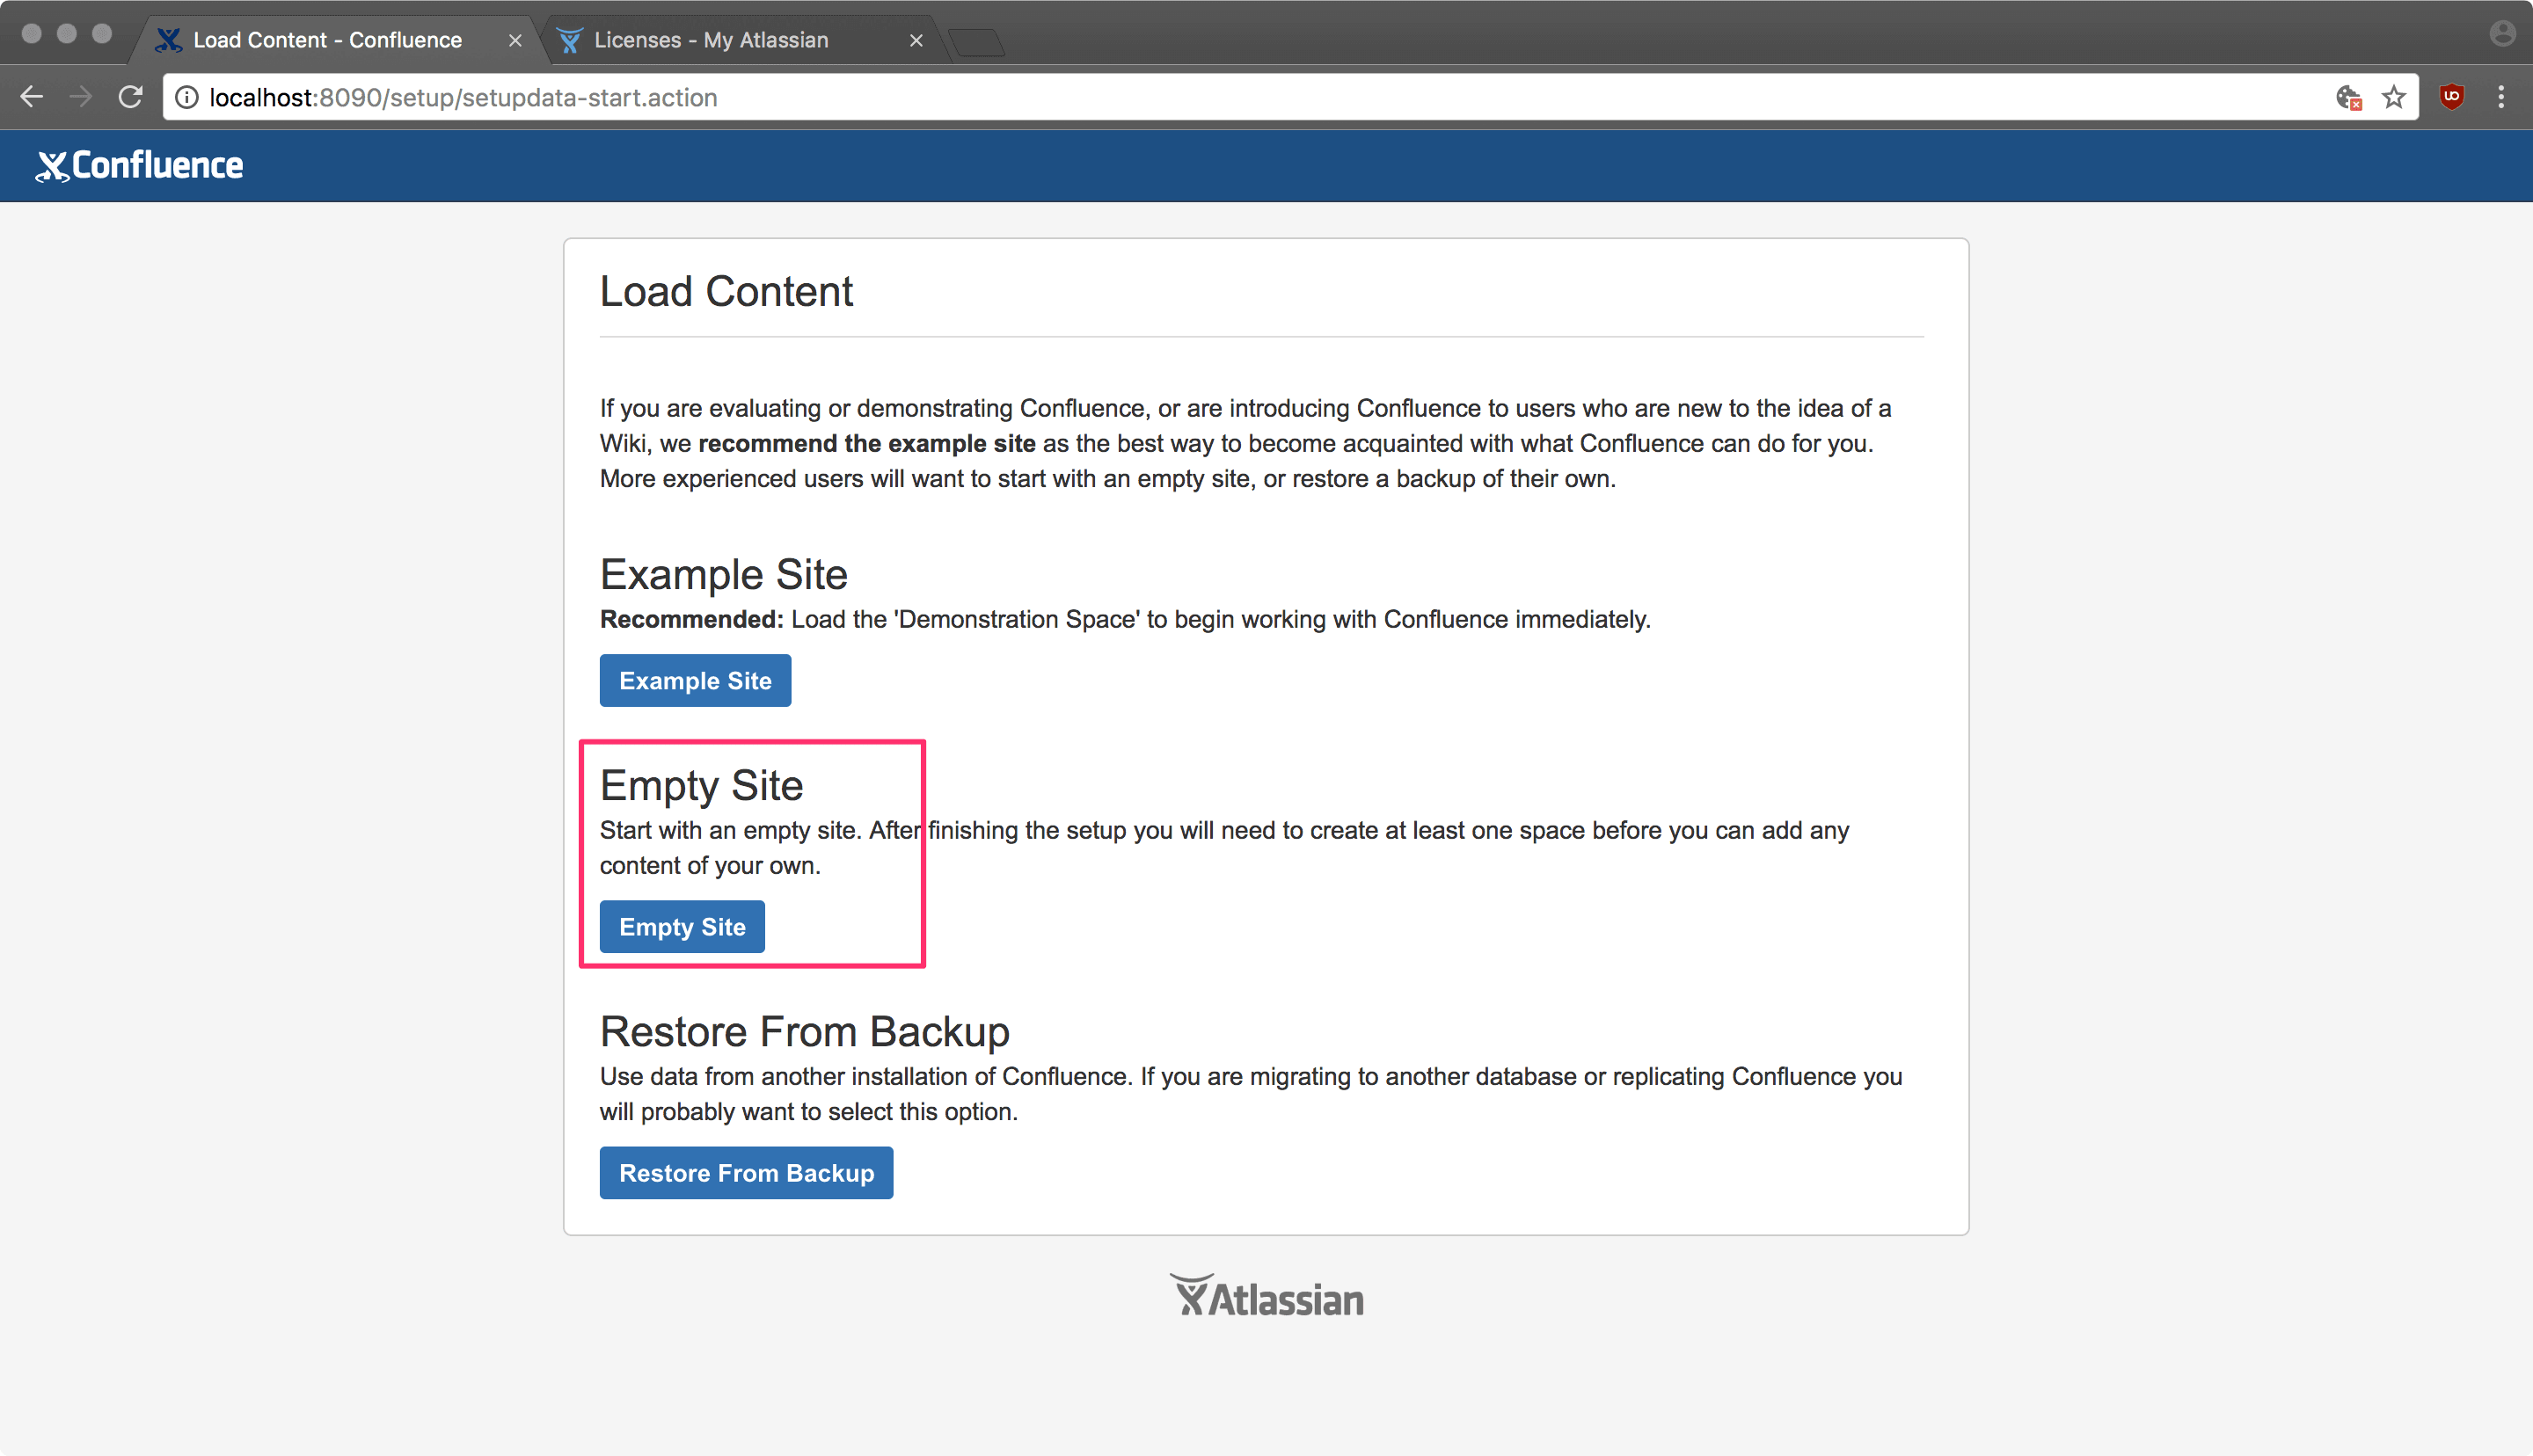 Load Content - Confluence
Licenses - My Atlassian
localhost:8090/setup/setupdata-start.action
Confluence
Load Content
If you are evaluating or demonstrating Confluence, or are introducing Confluence to users who are new to the idea of a
Wiki, we recommend the example site as the best way to become acquainted with what Confluence can do for you.
More experienced users will want to start with an empty site, or restore a backup of their own.
Example Site
Recommended: Load the 'Demonstration Space' to begin working with Confluence immediately.
Example Site
Empty Site
Start with an empty site. After finishing the setup you will need to create at least one space before you can add any
content of your own.
Empty Site
Restore From Backup
Use data from another installation of Confluence. If you are migrating to another database or replicating Confluence you
will probably want to select this option.
Restore From Backup
Atlassian